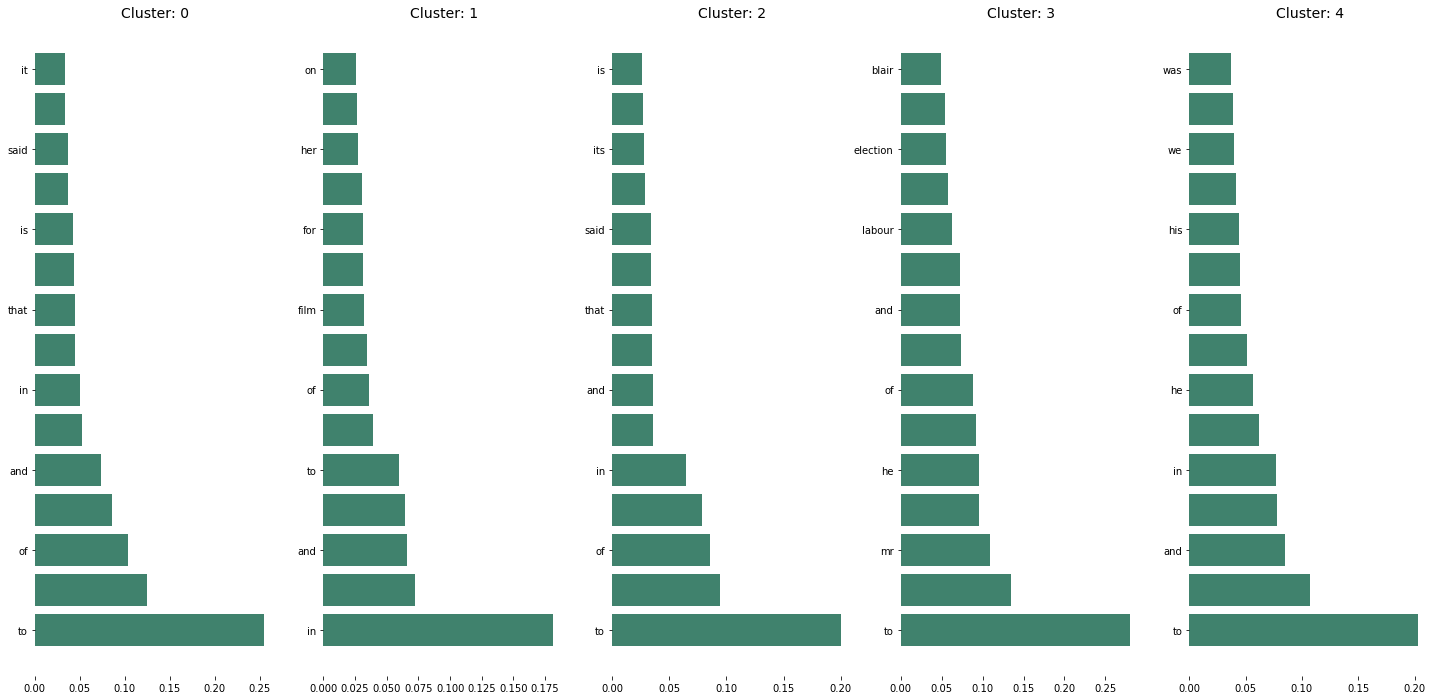 Cluster: 0
it
said
is
that
in
and
of
to
0.00 0.05 0.10 0.15 0.20 0.25
Cluster: 1
on
her
for
film
of
to
and
in
0.000 0.025 0.050 0.075 0.100 0.125 0.150 0.175
Cluster: 2
is
its
said
that
and
in
of
to
0.00 0.05 0.10 0.15 0.20
Cluster: 3
blair
election
labour
and
of
he
mr
to
0.00 0.05 0.10 0.15 0.20 0.25
Cluster: 4
was
we
his
of
he
in
and
to
0.00 0.05 0.10 0.15 0.20